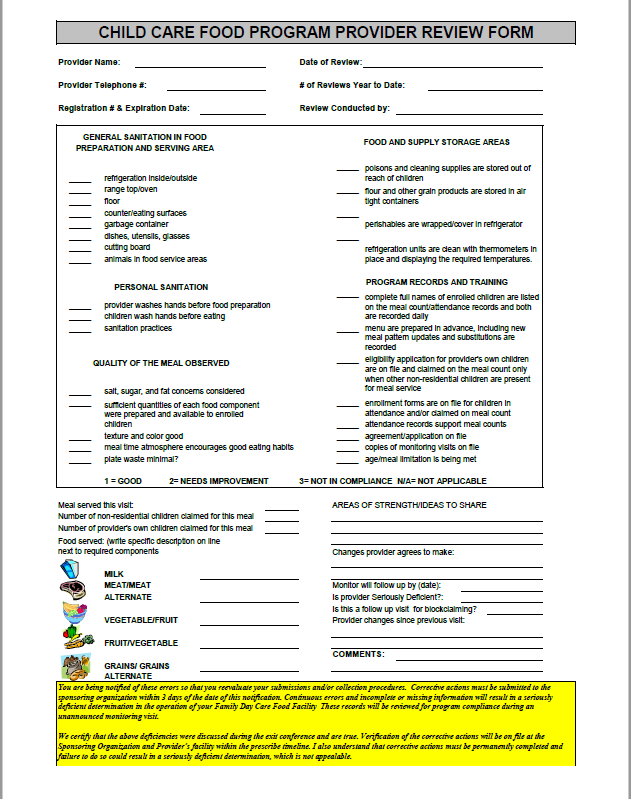 CHILD CARE FOOD PROGRAM PROVIDER REVIEW FORM
Provider Name:
Date of Review:
Provider Telephone #:
# of Reviews Year to Date:
Registration # & Expiration Date:
Review Conducted by:
GENERAL SANITATION IN FOOD
PREPARATION AND SERVING AREA
refrigeration inside/outside
range top/oven
floor
counter/eating surfaces
garbage container
dishes, utensils, glasses
cutting board
animals in food service areas
PERSONAL SANITATION
provider washes hands before food preparation
children wash hands before eating
sanitation practices
QUALITY OF THE MEAL OBSERVED
salt, sugar, and fat concerns considered
sufficient quantities of each food component
were prepared and available to enrolled
children
texture and color good
meal time atmosphere encourages good eating habits
plate waste minimal?
FOOD AND SUPPLY STORAGE AREAS
poisons and cleaning supplies are stored out of
reach of children
flour and other grain products are stored in air
tight containers
perishables are wrapped/cover in refrigerator
refrigeration units are clean with thermometers in
place and displaying the required temperatures.
PROGRAM RECORDS AND TRAINING
complete full names of enrolled children are listed
on the meal count/attendance records and both
are recorded daily
menu are prepared in advance, including new
meal pattern updates and substitutions are
recorded
eligibility application for provider's own children
are on file and claimed on the meal count only
when other non-residential children are present
for meal service
enrollment forms are on file for children in
attendance and/or claimed on meal count
attendance records support meal counts
agreement/application on file
copies of monitoring visits on file
age/meal limitation is being met
1 = GOOD 2= NEEDS IMPROVEMENT 3= NOT IN COMPLIANCE N/A= NOT APPLICABLE
Meal served this visit:
Number of non-residential children claimed for this meal
Number of provider's own children claimed for this meal
Food served: (write specific description on line
next to required components
MILK
MEAT/MEAT
ALTERNATE
VEGETABLE/FRUIT
FRUIT/VEGETABLE
GRAINS/ GRAINS
ALTERNATE
AREAS OF STRENGTH/IDEAS TO SHARE
Changes provider agrees to make:
Monitor will follow up by (date):
Is provider Seriously Deficient?:
Is this a follow up visit for blockclaiming?
Provider changes since previous visit:
COMMENTS:
You are being notified of these errors so that you reevaluate your submissions and/or collection procedures. Corrective actions must be submitted to the
sponsoring organization within 3 days of the date of this notification. Continuous errors and incomplete or missing information will result in a seriously
deficient determination in the operation of your Family Day Care Food Facility These records will be reviewed for program compliance during an
unannounced monitoring visit.
We certify that the above deficiencies were discussed during the exit conference and are true. Verification of the corrective actions will be on file at the
Sponsoring Organization and Provider's facility within the prescribe timeline. I also understand that corrective actions must be permanently completed and
failure to do so could result in a seriously deficient determination, which is not appealable.